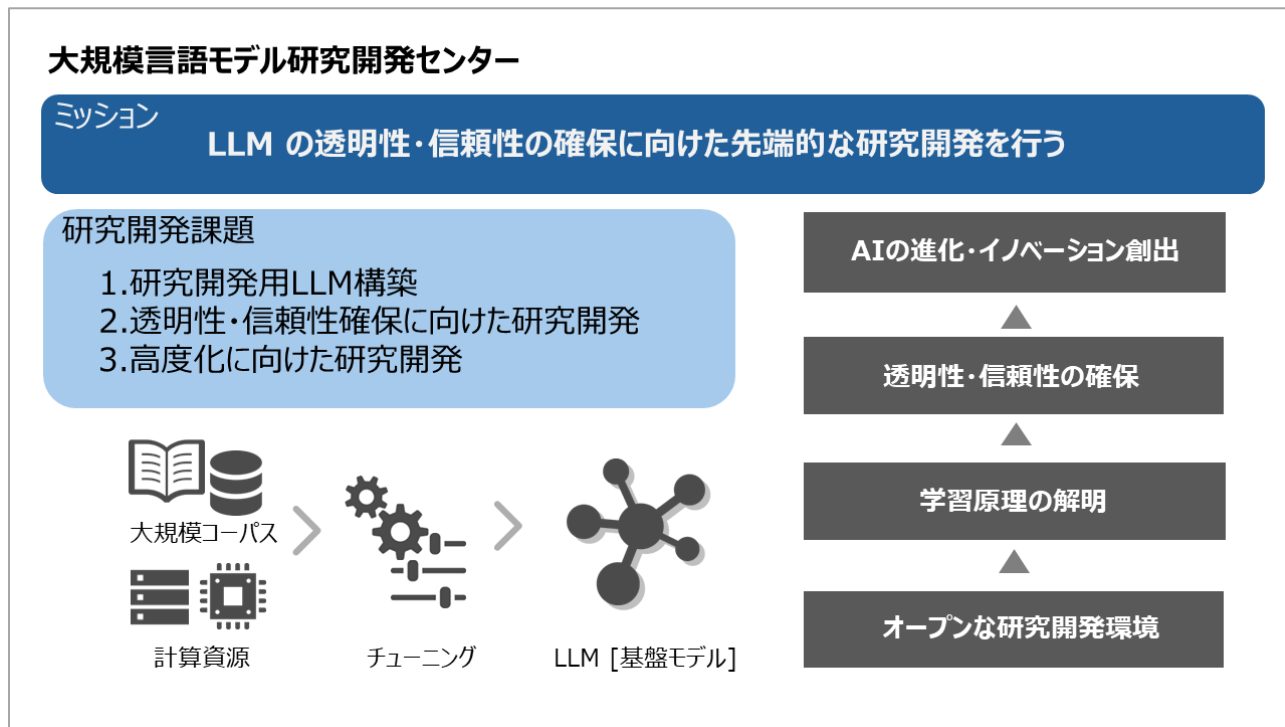 大規模言語モデル研究開発センター
ミッション
LLM の透明性・信頼性の確保に向けた先端的な研究開発を行う
研究開発課題
1.研究開発用LLM構築
2.透明性・信頼性確保に向けた研究開発
3.高度化に向けた研究開発
大規模コーパス
計算資源
チューニング
LLM [基盤モデル]
AIの進化・イノベーション創出
透明性・信頼性の確保
学習原理の解明
オープンな研究開発環境